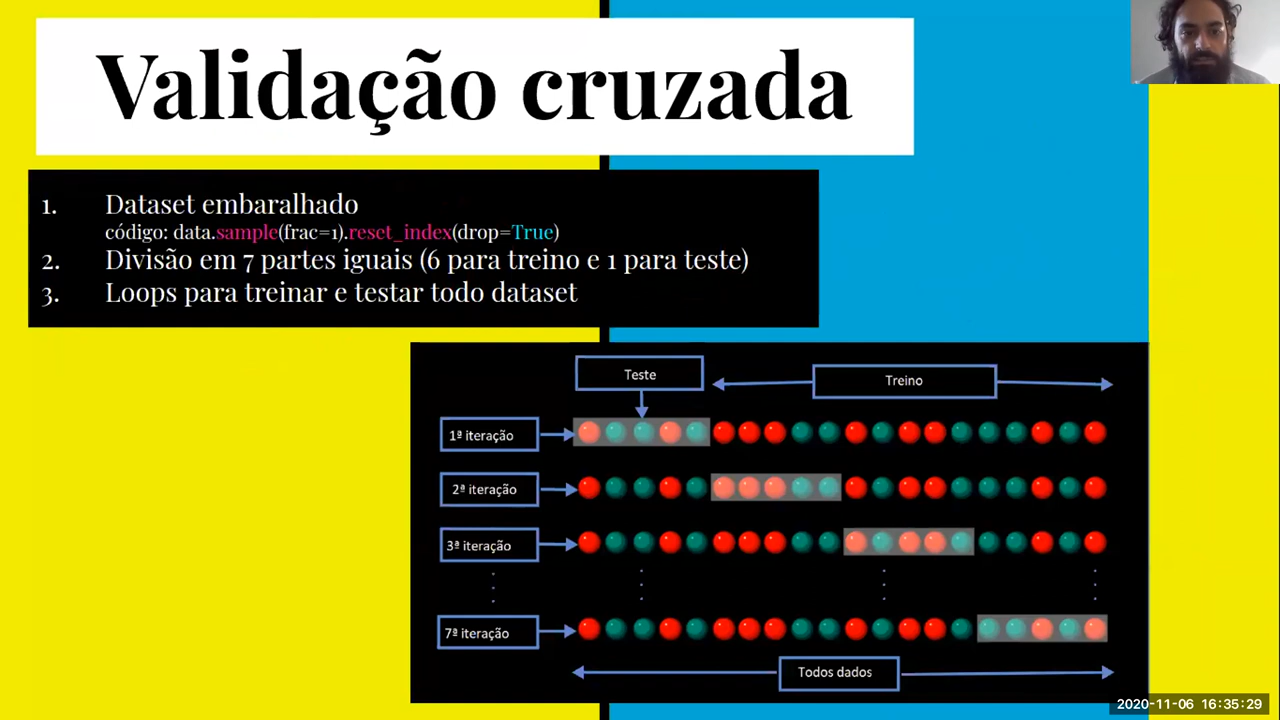 Validação cruzada
1. Dataset embaralhado
código: data.sample(frac=1).reset_index(drop=True)
2. Divisão em 7 partes iguais (6 para treino e 1 para teste)
3. Loops para treinar e testar todo dataset
Teste
Treino
1ª iteração
2ª iteração
3ª iteração
7ª iteração
Todos dados
2020-11-06 16:35:29